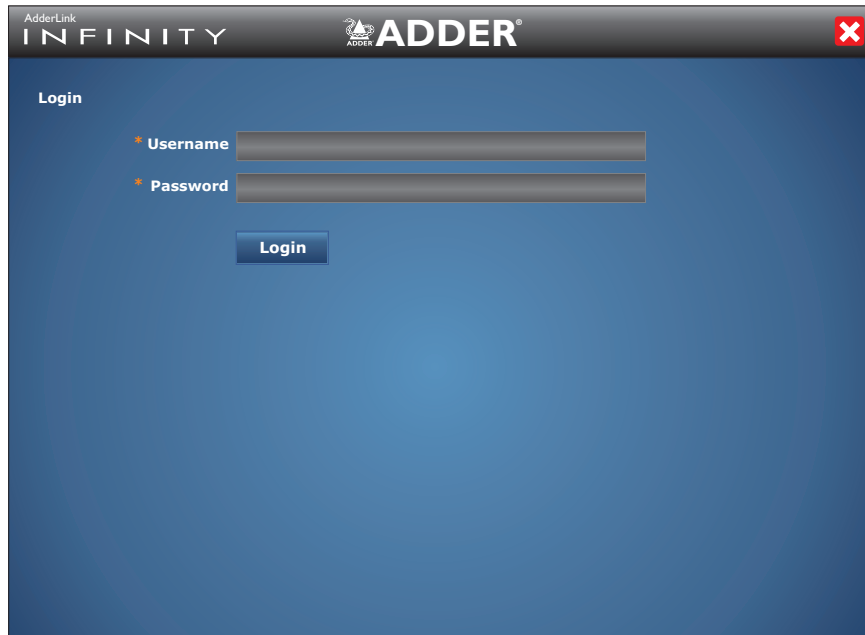 AdderLink
INFINITY
ADDER
ADDER®
Login
* Username
* Password
Login